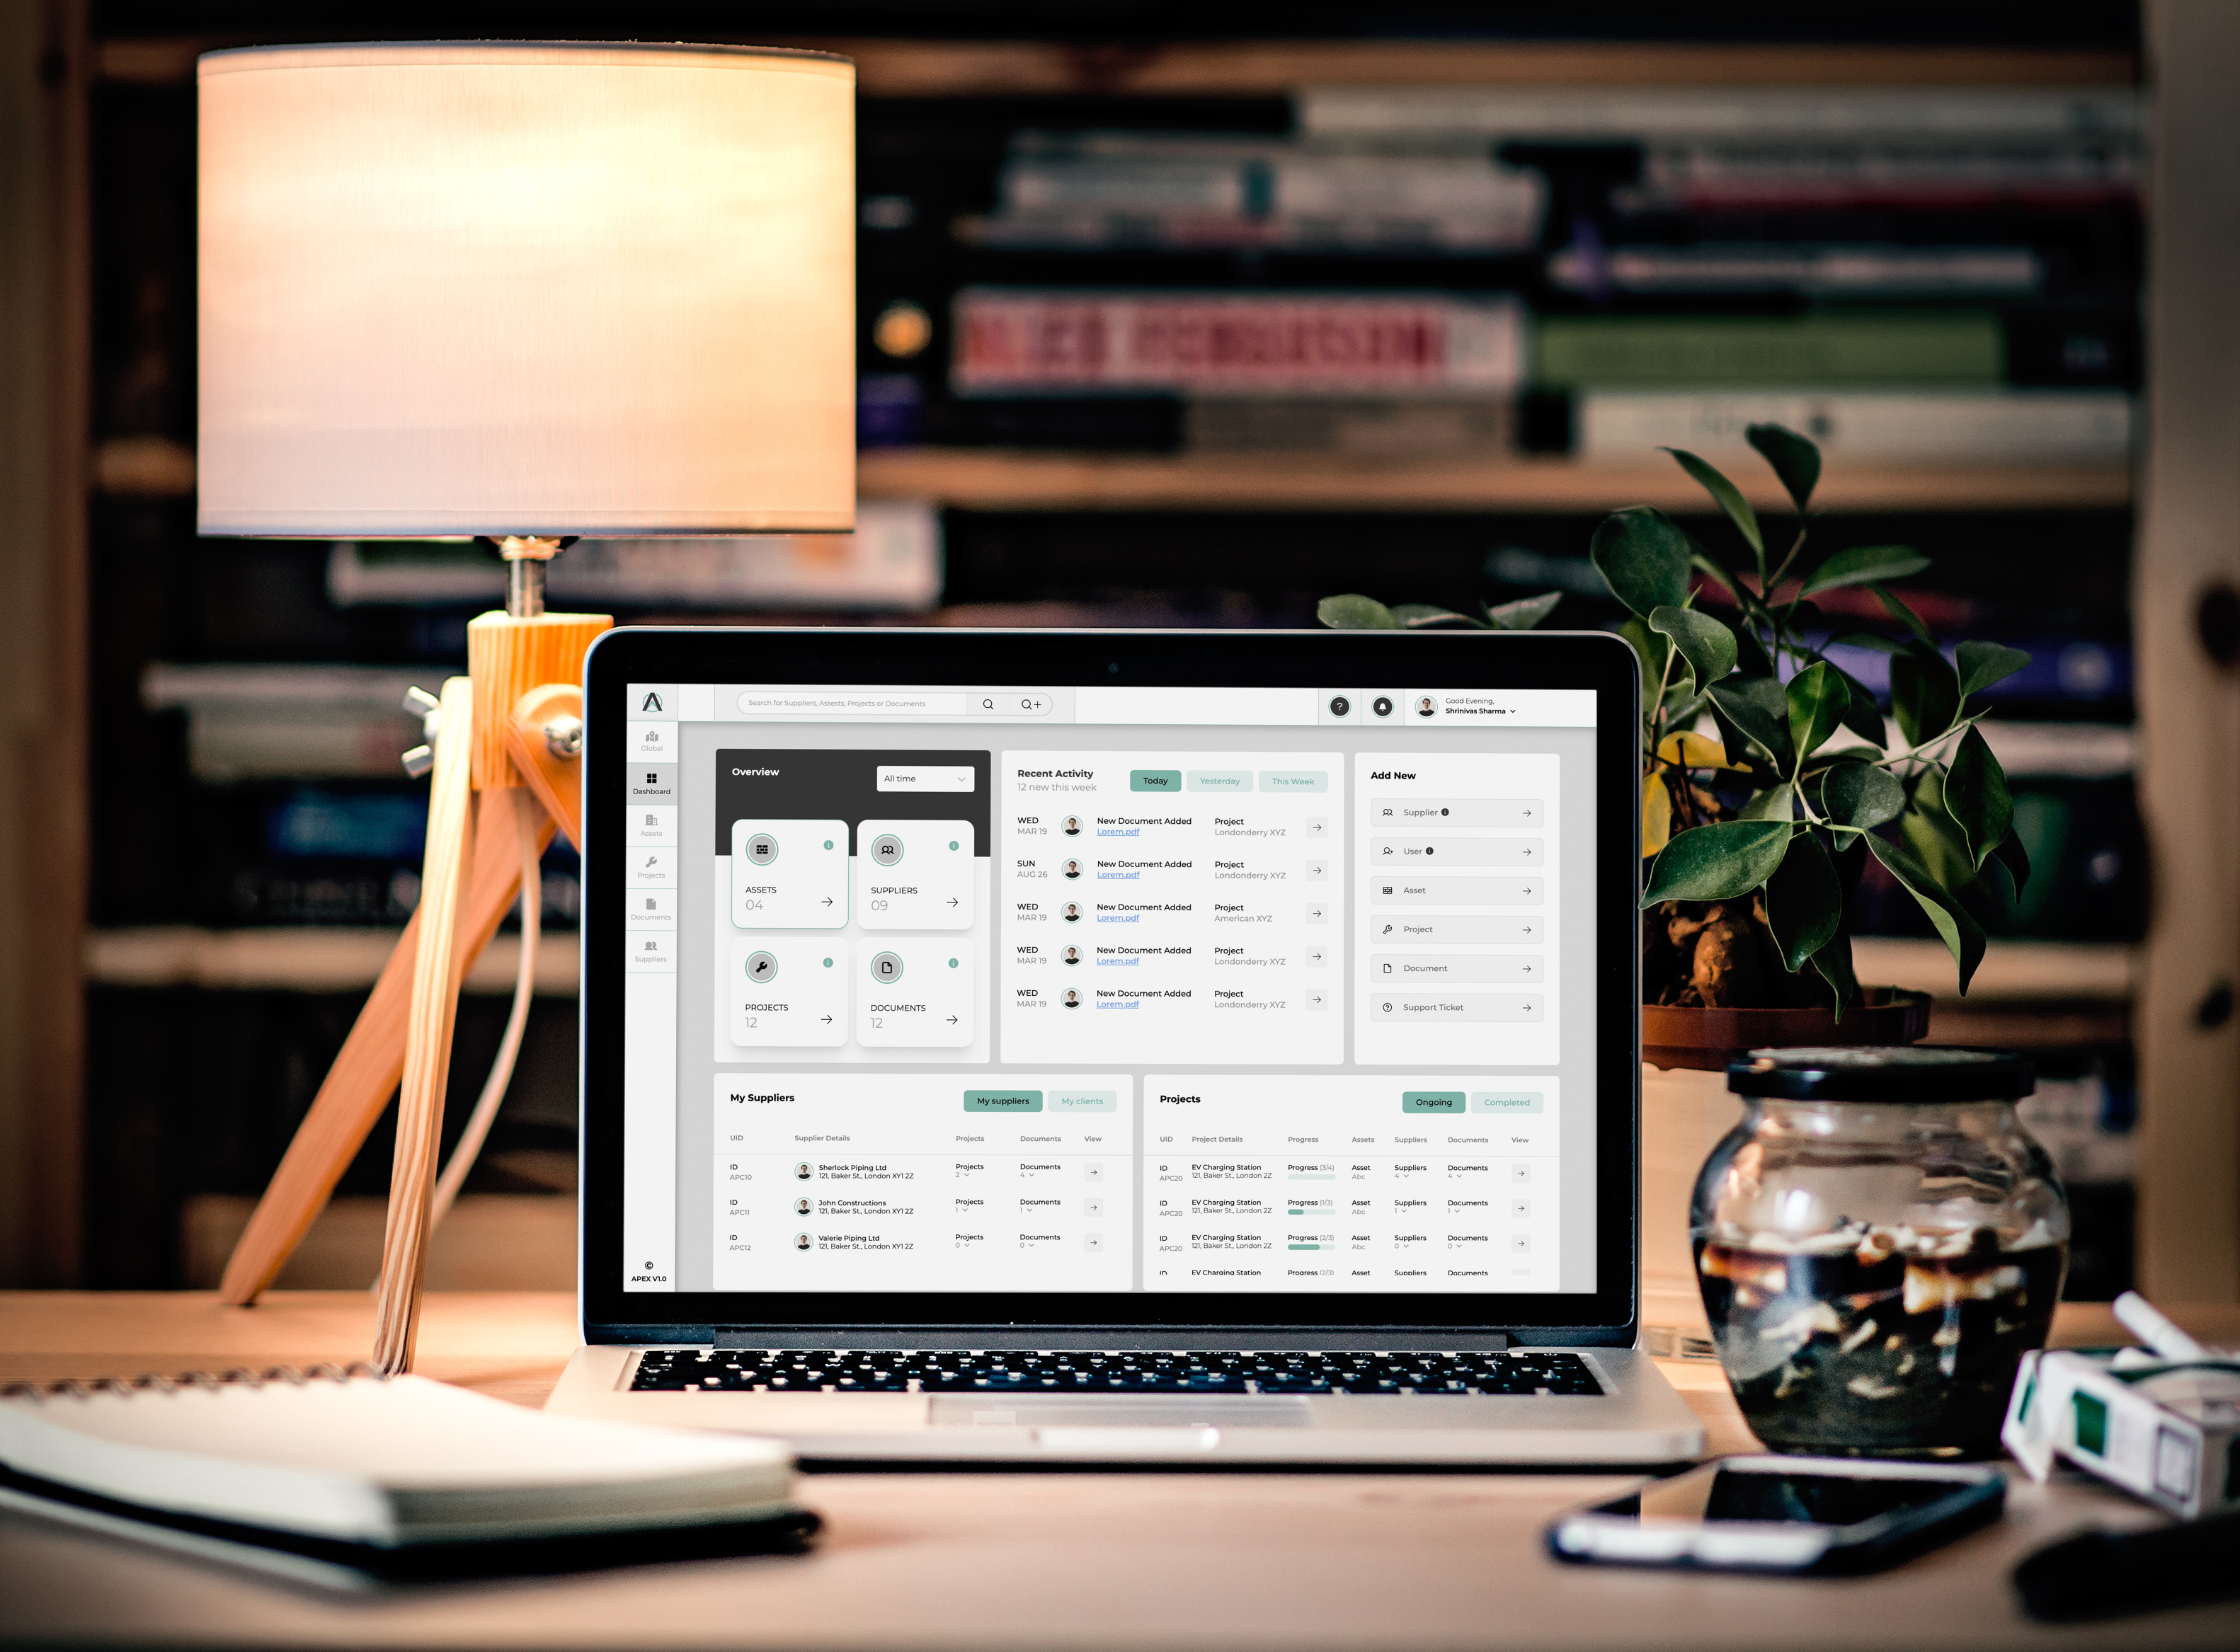 Search for Suppliers, Assests, Projects or Documents
?
Good Evening,
Shrinivas Sharma
Global
Dashboard
Assets
Projects
Documents
Suppliers
©
APEX V1.0
Overview
All time
ASSETS
04
SUPPLIERS
09
PROJECTS
12
DOCUMENTS
12
Recent Activity
12 new this week
Today
Yesterday
This Week
WED
MAR 19
New Document Added
Lorem.pdf
Project
Londonderry XYZ
SUN
AUG 26
New Document Added
Lorem.pdf
Project
Londonderry XYZ
WED
MAR 19
New Document Added
Lorem.pdf
Project
American XYZ
WED
MAR 19
New Document Added
Lorem.pdf
Project
Londonderry XYZ
WED
MAR 19
New Document Added
Lorem.pdf
Project
Londonderry XYZ
Add New
Supplier
User
Asset
Project
Document
Support Ticket
My Suppliers
My suppliers
My clients
UID Supplier Details Projects Documents View
ID Sherlock Piping Ltd Projects Documents
APC10 121, Baker St., London XY1 2Z 2 4
ID John Constructions Projects Documents
APC11 121, Baker St., London XY1 2Z 1 1
ID Valerie Piping Ltd Projects Documents
APC12 121, Baker St., London XY1 2Z 0 0
Projects
Ongoing
Completed
UID Project Details Progress Assets Suppliers Documents View
ID EV Charging Station Progress (3/4) Asset Suppliers Documents
APC20 121, Baker St., London 2Z Abc 4 4
ID EV Charging Station Progress (1/3) Asset Suppliers Documents
APC20 121, Baker St., London 2Z Abc 1 1
ID EV Charging Station Progress (2/3) Asset Suppliers Documents
APC20 121, Baker St., London 2Z Abc 0 0
ID EV Charging Station Progress (2/3) Asset Suppliers Documents